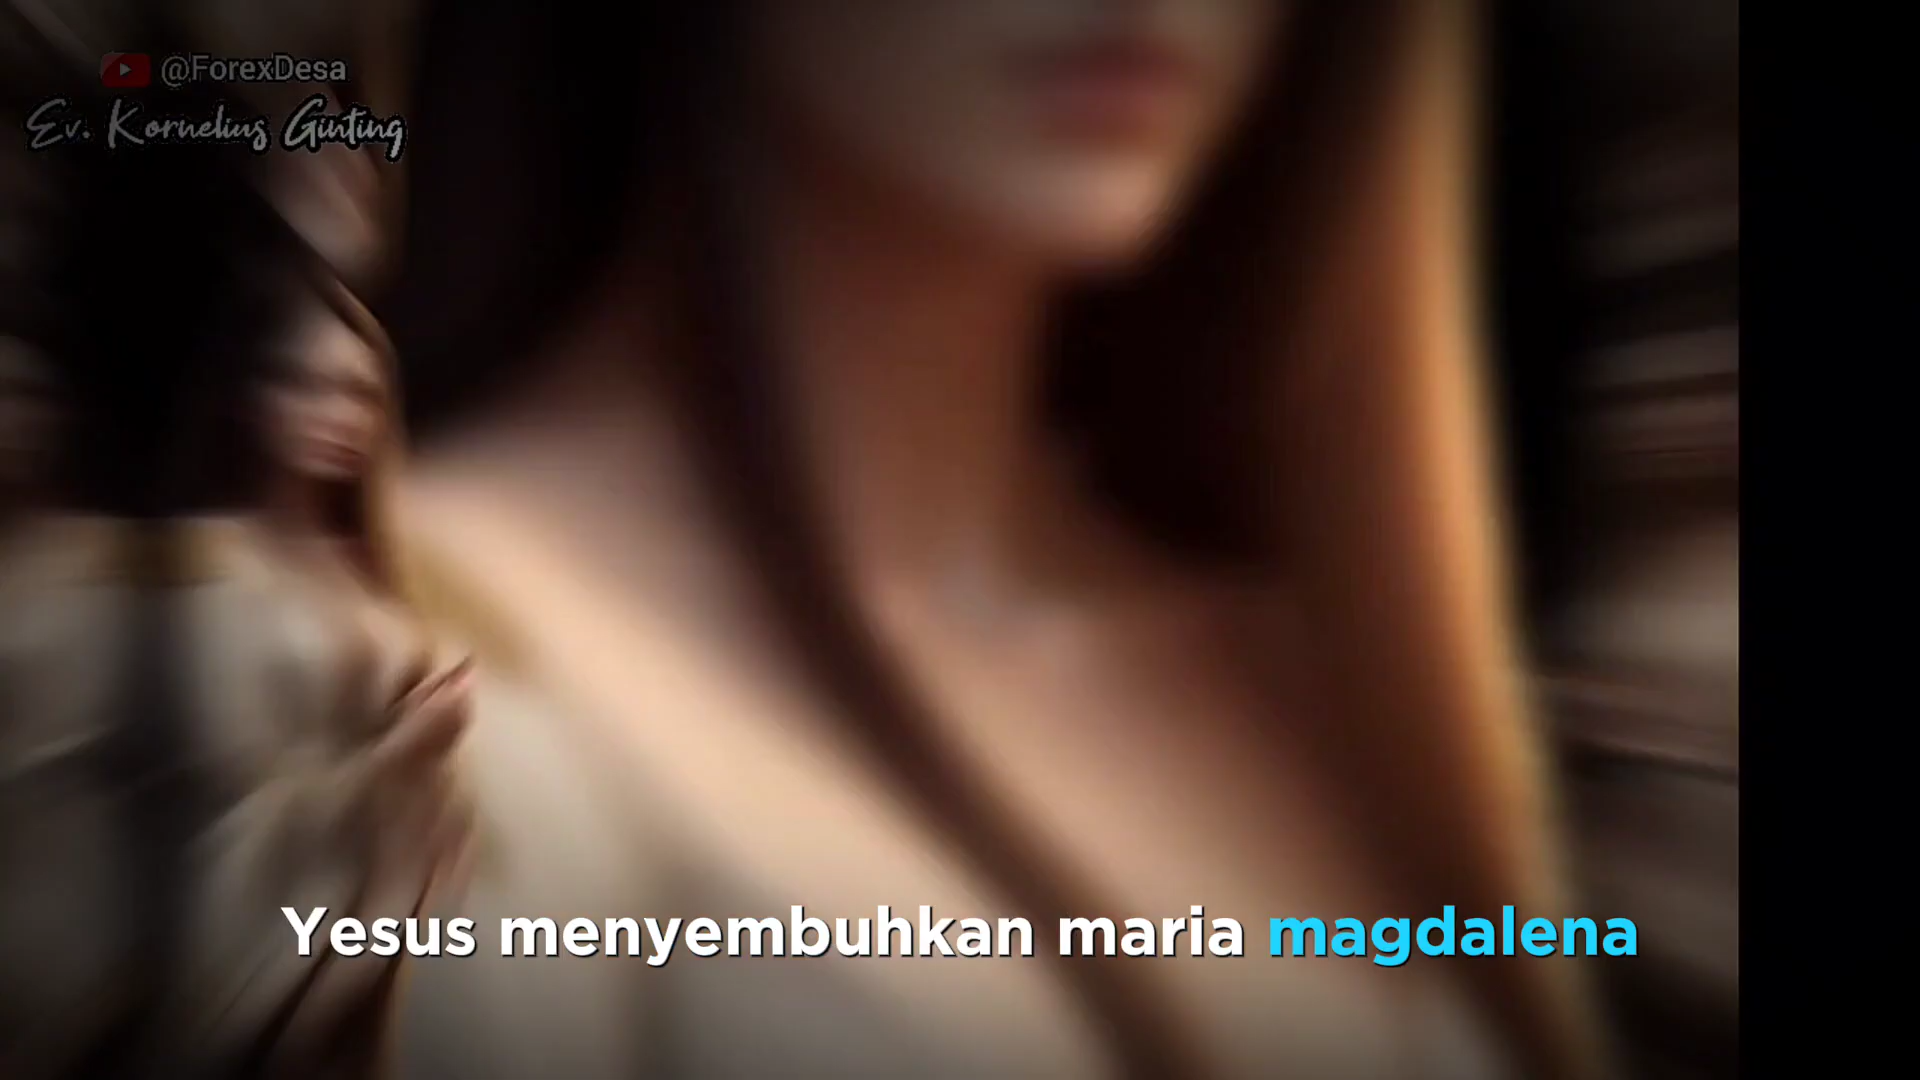 @ForexDesa
Ev. Kornelius Ginting
Yesus menyembuhkan maria magdalena